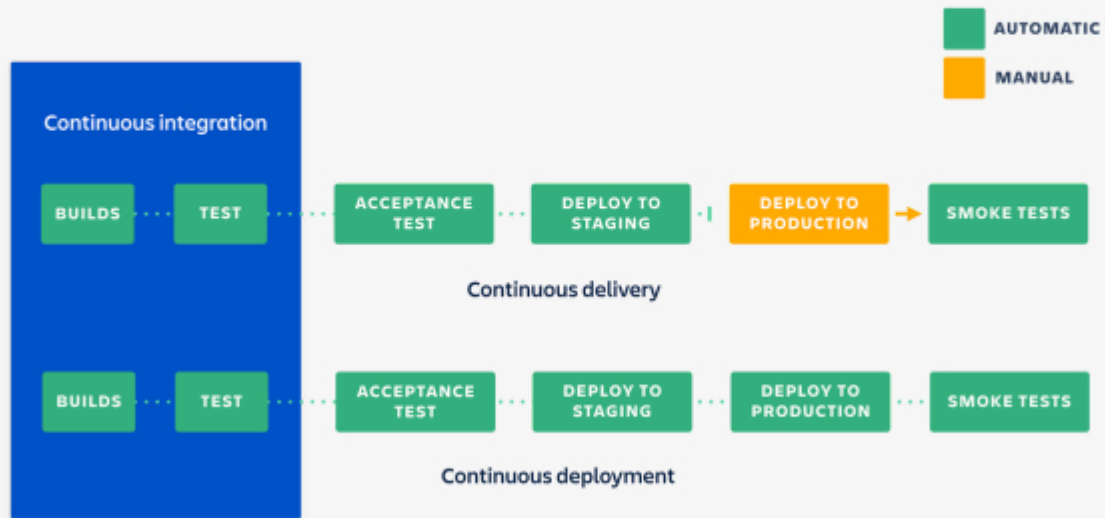 AUTOMATIC
MANUAL
Continuous integration
BUILDS
TEST
ACCEPTANCE
TEST
DEPLOY TO
STAGING
DEPLOY TO
PRODUCTION
SMOKE TESTS
Continuous delivery
BUILDS
TEST
ACCEPTANCE
TEST
DEPLOY TO
STAGING
DEPLOY TO
PRODUCTION
SMOKE TESTS
Continuous deployment